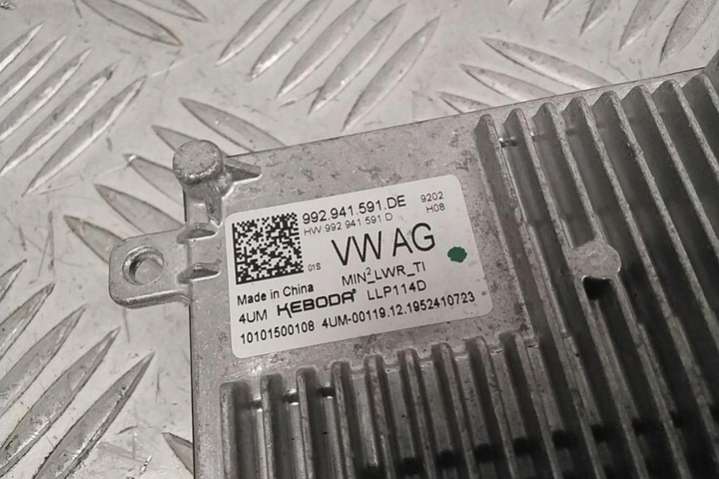 992.941.591.DE 9202
HW 992 941 591 D H08
01S VW AG
Made in China MIN²_LWR_TI
4UM KEBODA LLP114D
10101500108 4UM-00119.12.1952410723